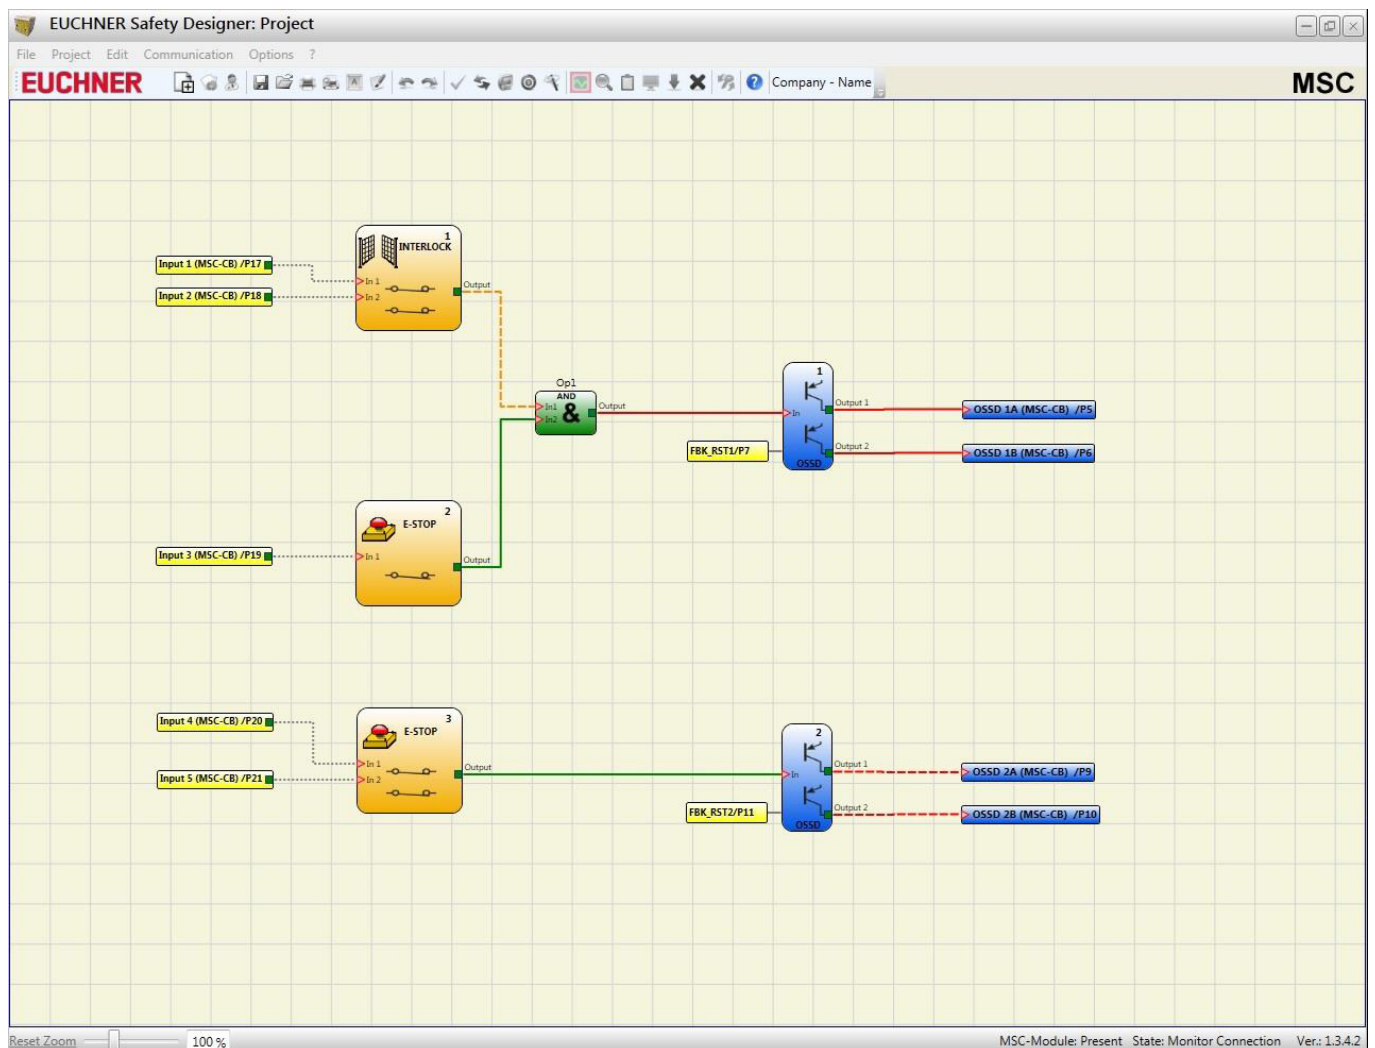 EUCHNER Safety Designer: Project
File Project Edit Communication Options ?
EUCHNER Company - Name MSC
1
INTERLOCK
Input 1 (MSC-CB) /P17
In 1
Output
Input 2 (MSC-CB) /P18
In 2
Op1
AND
In1
&
Output
In2
1
In
Output 1
OSSD 1A (MSC-CB) /P5
FBK_RST1/P7
Output 2
OSSD 1B (MSC-CB) /P6
OSSD
2
E-STOP
Input 3 (MSC-CB) /P19
In 1
Output
3
E-STOP
Input 4 (MSC-CB) /P20
In 1
Output
Input 5 (MSC-CB) /P21
In 2
2
In
Output 1
OSSD 2A (MSC-CB) /P9
FBK_RST2/P11
Output 2
OSSD 2B (MSC-CB) /P10
OSSD
Reset Zoom 100 % MSC-Module: Present State: Monitor Connection Ver.: 1.3.4.2